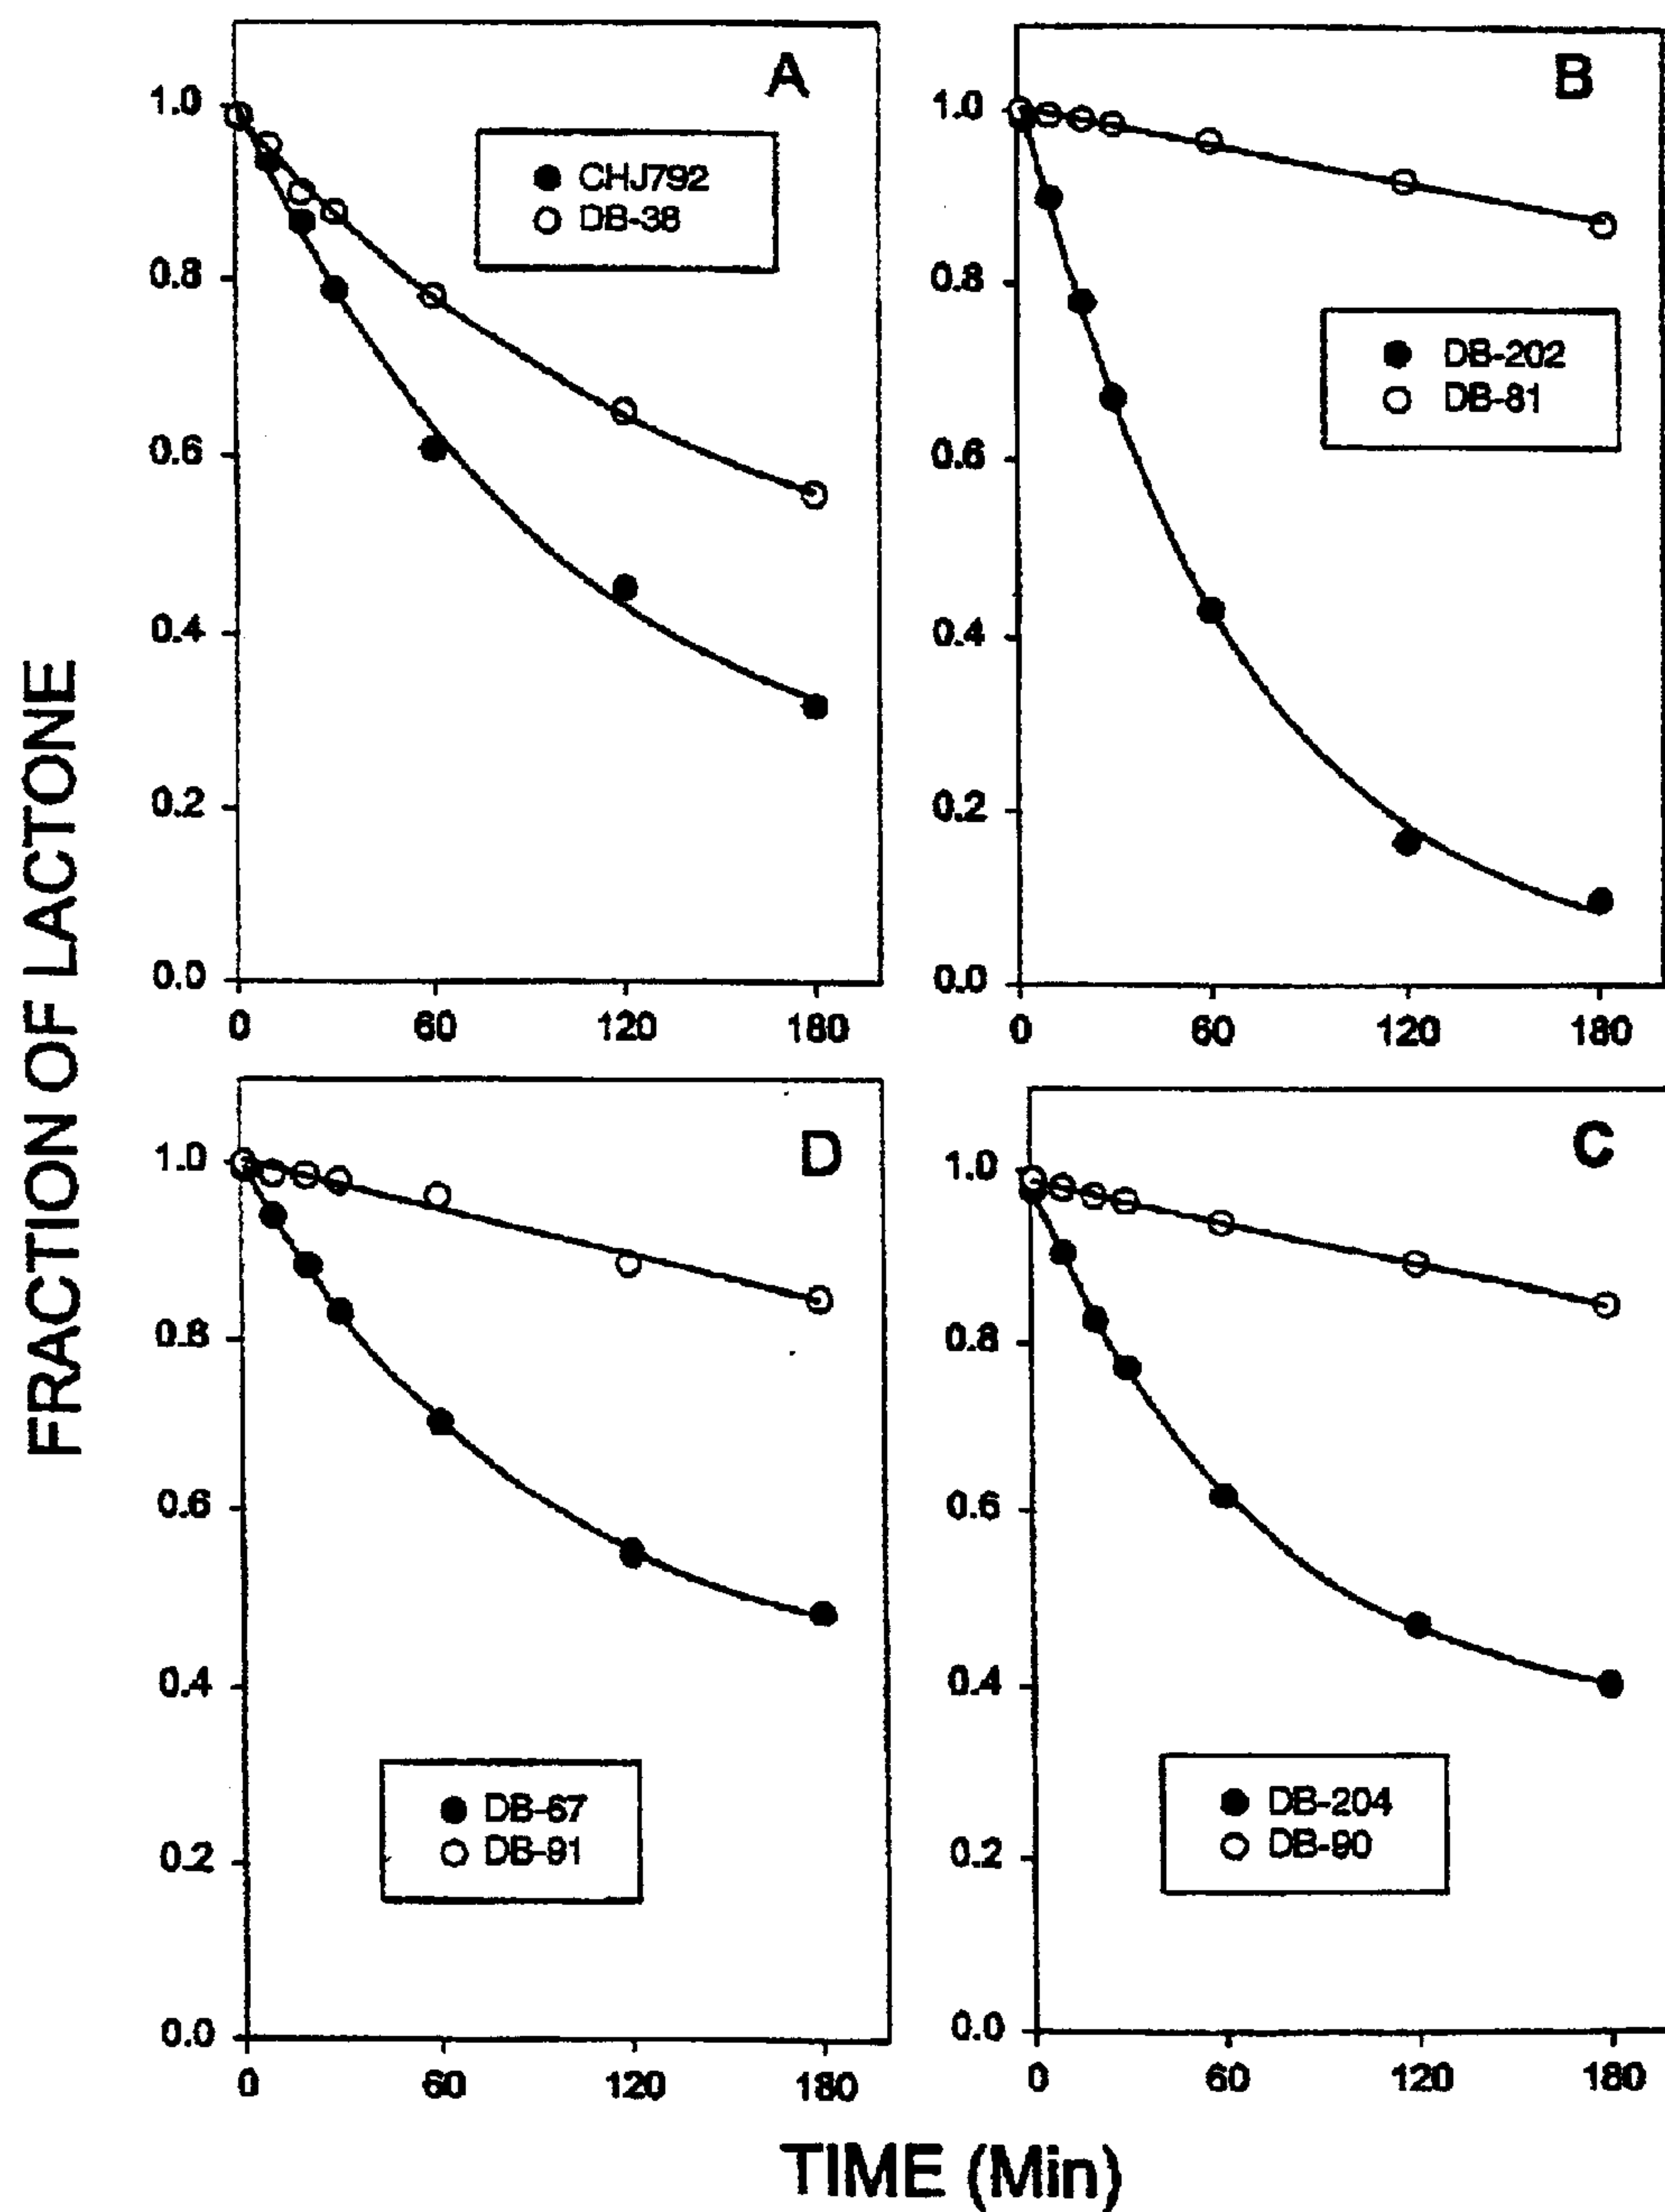 FRACTION OF LACTONE
A
1.0
0.8
0.6
0.4
0.2
0.0
● CHJ792
○ DB-38
0 60 120 180
B
1.0
0.8
0.6
0.4
0.2
0.0
● DB-202
○ DB-81
0 60 120 180
D
1.0
0.8
0.6
0.4
0.2
0.0
● DB-67
○ DB-91
0 60 120 180
C
1.0
0.8
0.6
0.4
0.2
0.0
● DB-204
○ DB-90
0 60 120 180
TIME (Min)